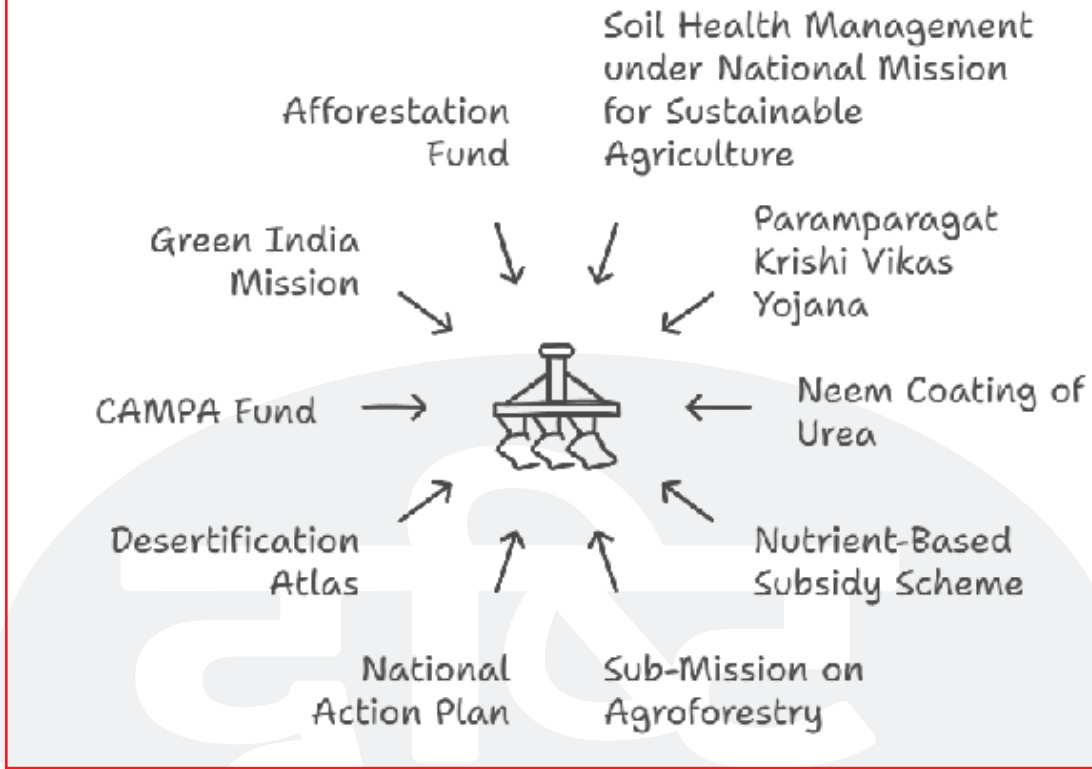 Soil Health Management
under National Mission
for Sustainable
Agriculture
Afforestation
Fund
Paramparagat
Krishi Vikas
Yojana
Green India
Mission
Neem Coating of
Urea
CAMPA Fund
Nutrient-Based
Subsidy Scheme
Desertification
Atlas
Sub-Mission on
Agroforestry
National
Action Plan